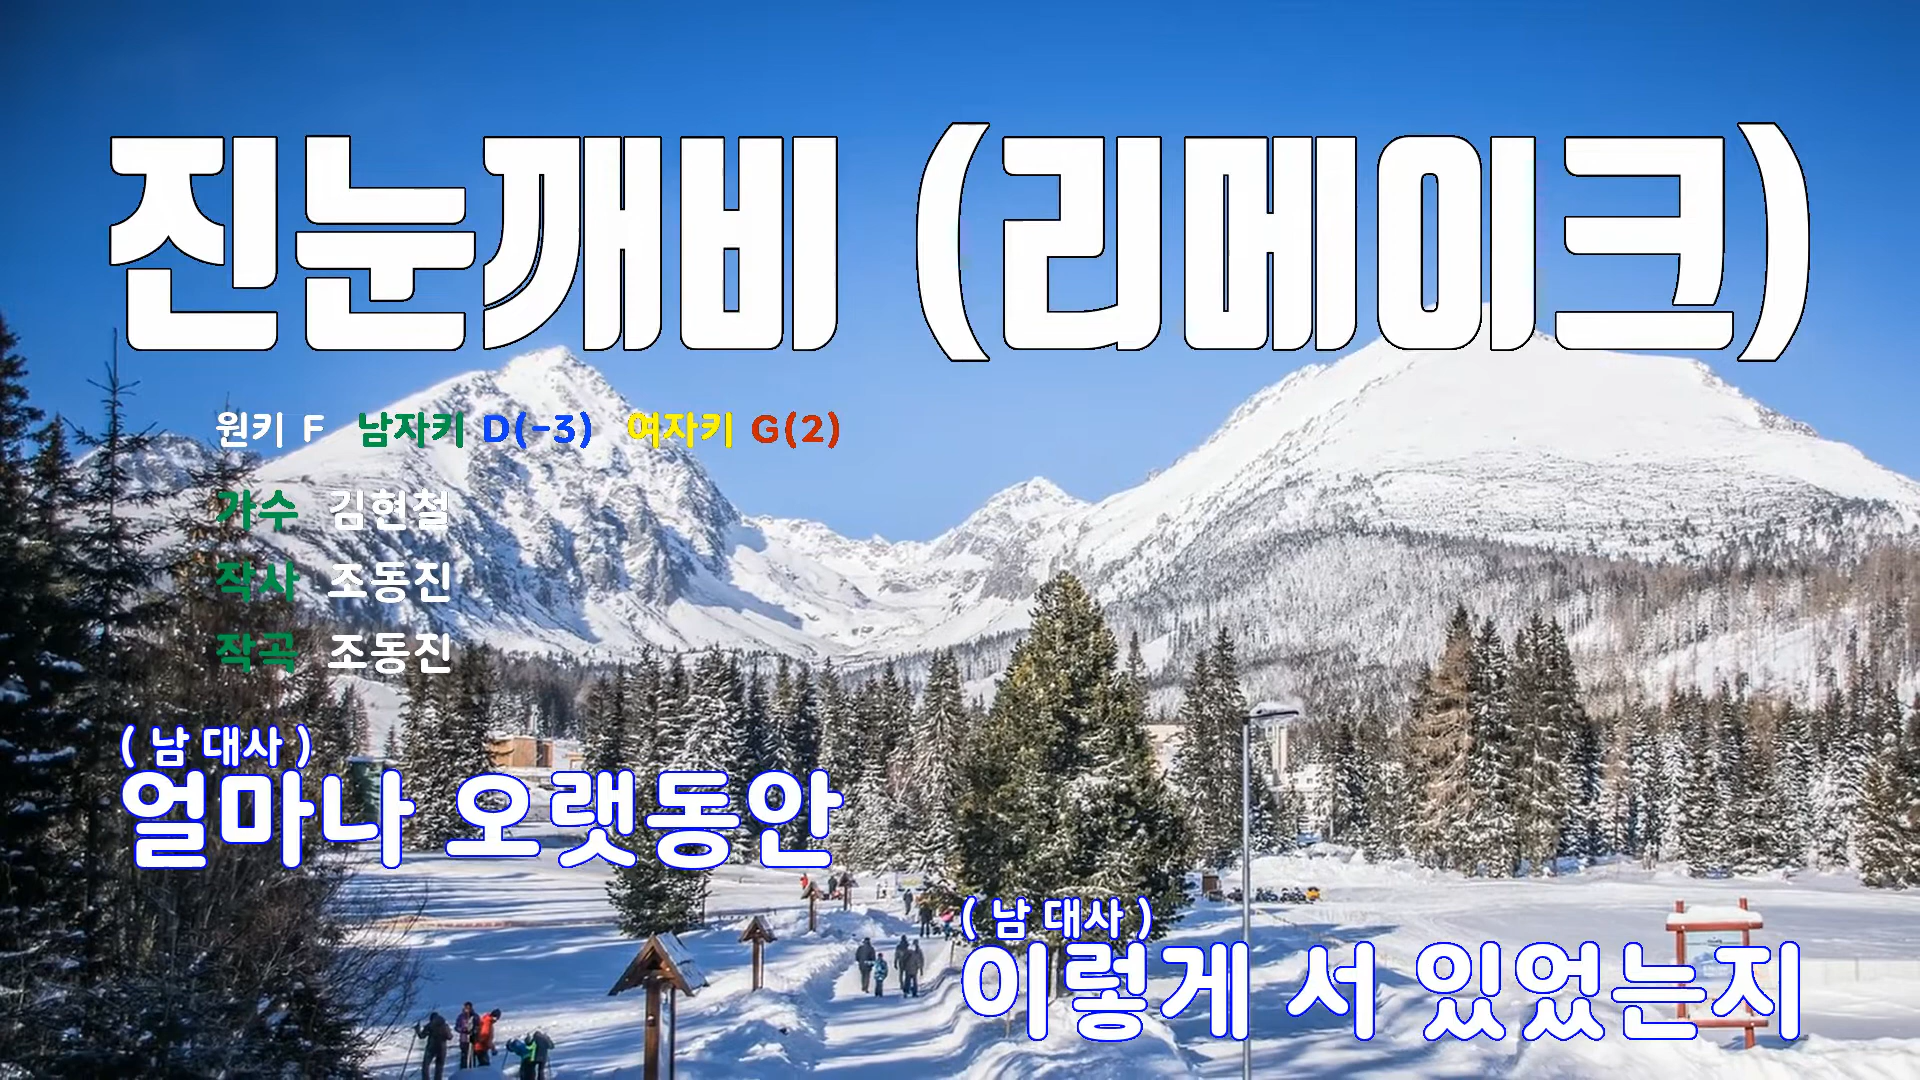 진눈깨비 (리메이크)
원키 F 남자키 D(-3) 여자키 G(2)
가수 김현철
작사 조동진
작곡 조동진
( 남 대사 )
얼마나 오랫동안
( 남 대사 )
이렇게 서 있었는지